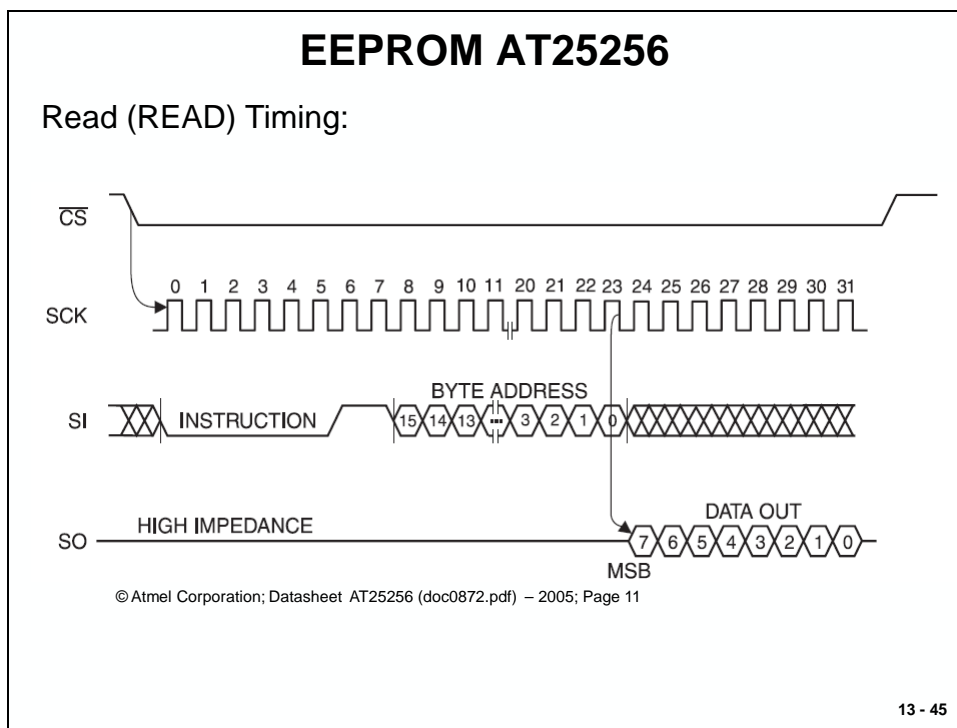 EEPROM AT25256
Read (READ) Timing:
CS
0 1 2 3 4 5 6 7 8 9 10 11 20 21 22 23 24 25 26 27 28 29 30 31
SCK
BYTE ADDRESS
SI INSTRUCTION 15 14 13 ... 3 2 1 0
HIGH IMPEDANCE DATA OUT
SO 7 6 5 4 3 2 1 0
MSB
© Atmel Corporation; Datasheet AT25256 (doc0872.pdf) – 2005; Page 11
13 - 45